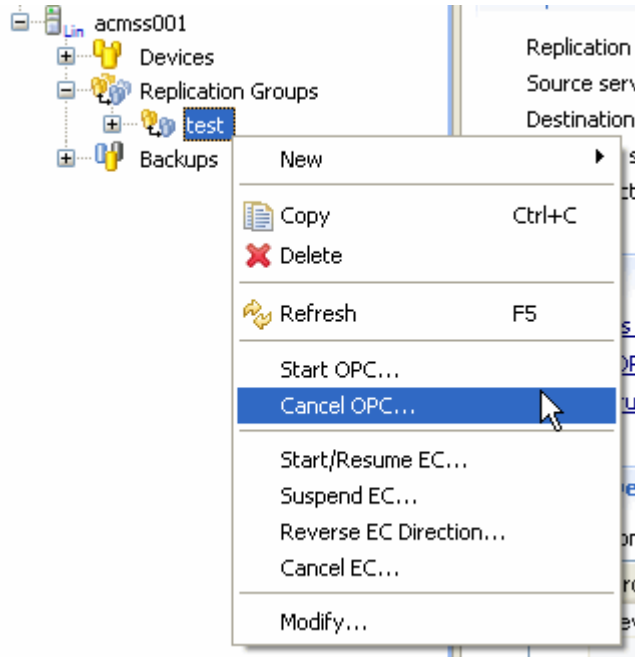 Lin acmss001
Devices
Replication Groups
test
Backups
Replication
Source serv
Destination
New
Copy Ctrl+C
Delete
Refresh F5
Start OPC...
Cancel OPC...
Start/Resume EC...
Suspend EC...
Reverse EC Direction...
Cancel EC...
Modify...